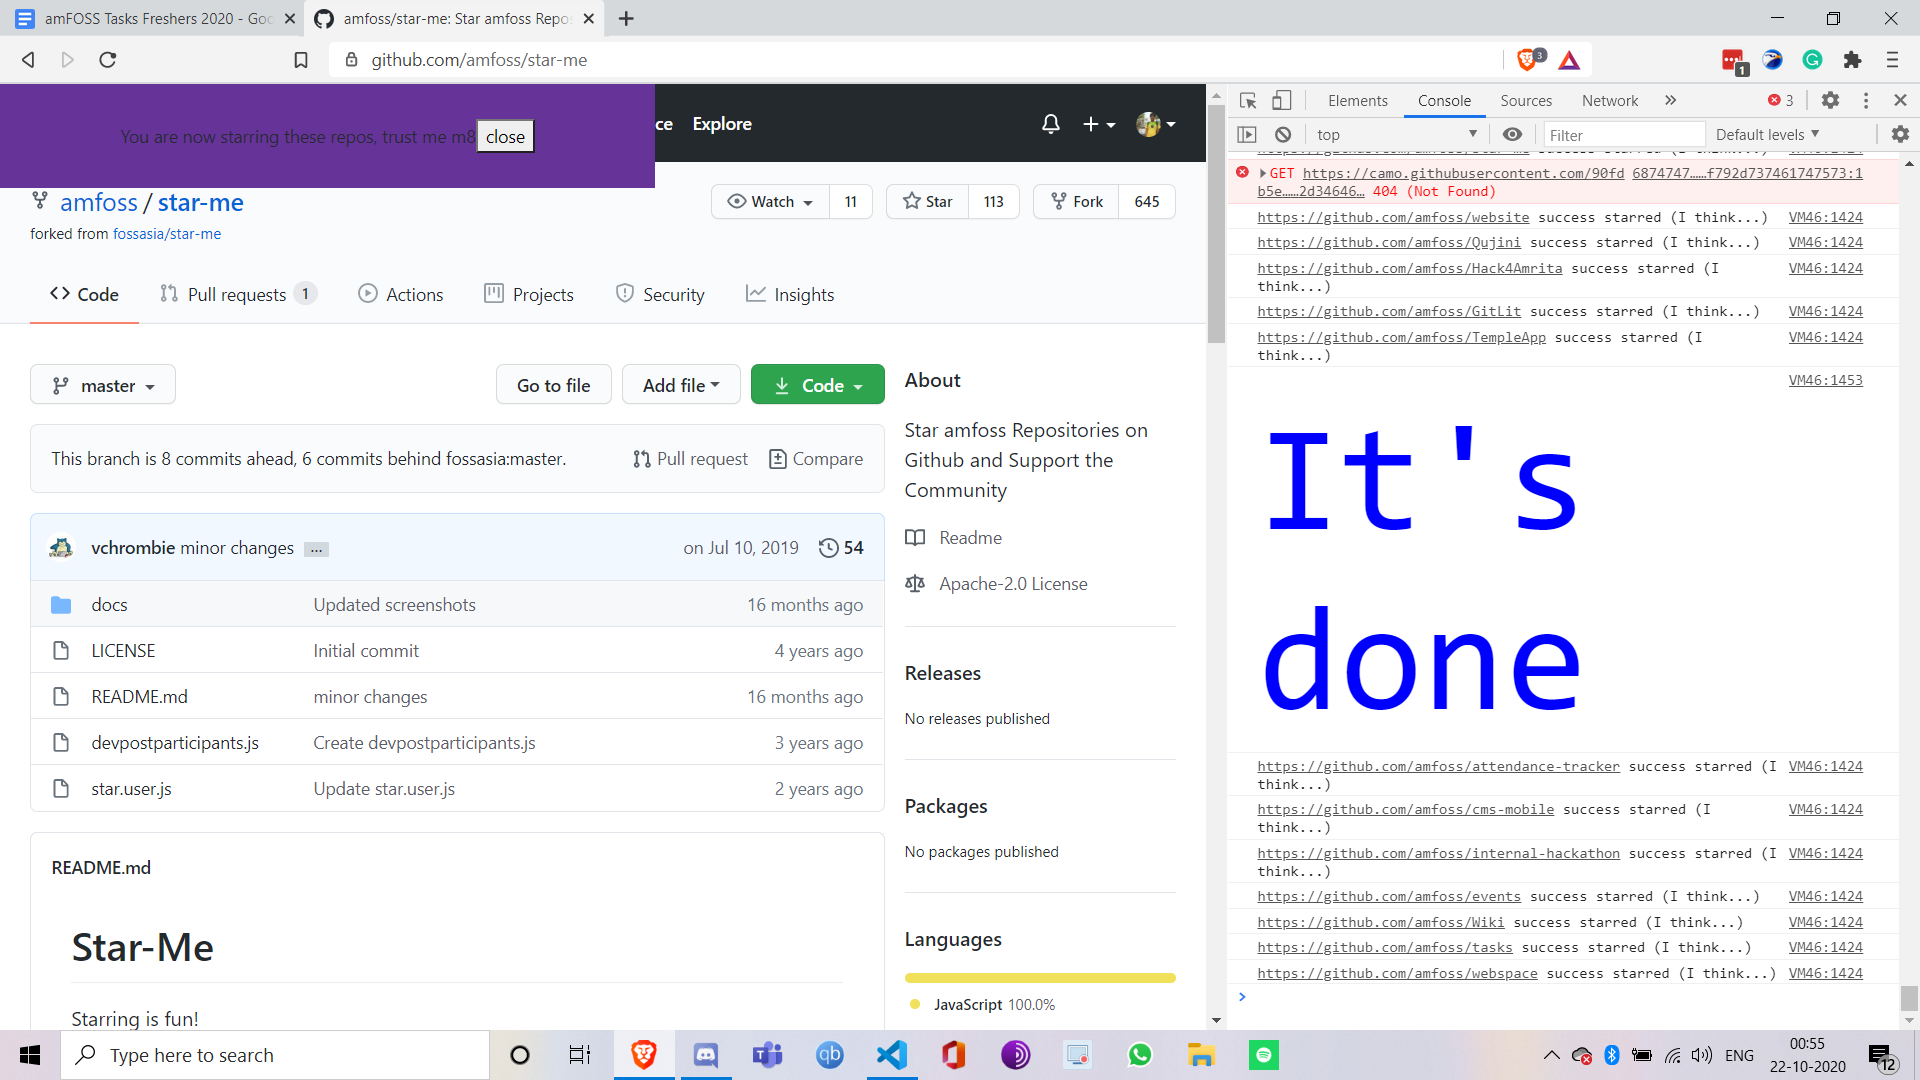 amFOSS Tasks Freshers 2020 - Goo
amfoss/star-me: Star amfoss Repos
github.com/amfoss/star-me
3
1
You are now starring these repos, trust me m8 close
ce Explore
amfoss / star-me
forked from fossasia/star-me
Watch 11
Star 113
Fork 645
Code
Pull requests 1
Actions
Projects
Security
Insights
master
Go to file
Add file
Code
This branch is 8 commits ahead, 6 commits behind fossasia:master.
Pull request
Compare
vchrombie minor changes ...
on Jul 10, 2019
54
docs Updated screenshots 16 months ago
LICENSE Initial commit 4 years ago
README.md minor changes 16 months ago
devpostparticipants.js Create devpostparticipants.js 3 years ago
star.user.js Update star.user.js 2 years ago
README.md
Star-Me
Starring is fun!
About
Star amfoss Repositories on
Github and Support the
Community
Readme
Apache-2.0 License
Releases
No releases published
Packages
No packages published
Languages
JavaScript 100.0%
Elements Console Sources Network » 3
top Filter Default levels
GET https://camo.githubusercontent.com/90fd 6874747……f792d737461747573:1
b5e……2d34646… 404 (Not Found)
https://github.com/amfoss/website success starred (I think...) VM46:1424
https://github.com/amfoss/Qujini success starred (I think...) VM46:1424
https://github.com/amfoss/Hack4Amrita success starred (I VM46:1424
think...)
https://github.com/amfoss/GitLit success starred (I think...) VM46:1424
https://github.com/amfoss/TempleApp success starred (I VM46:1424
think...)
VM46:1453
It's
done
https://github.com/amfoss/attendance-tracker success starred (I VM46:1424
think...)
https://github.com/amfoss/cms-mobile success starred (I VM46:1424
think...)
https://github.com/amfoss/internal-hackathon success starred (I VM46:1424
think...)
https://github.com/amfoss/events success starred (I think...) VM46:1424
https://github.com/amfoss/Wiki success starred (I think...) VM46:1424
https://github.com/amfoss/tasks success starred (I think...) VM46:1424
https://github.com/amfoss/webspace success starred (I think...) VM46:1424
Type here to search
qb
ENG
00:55
22-10-2020
12